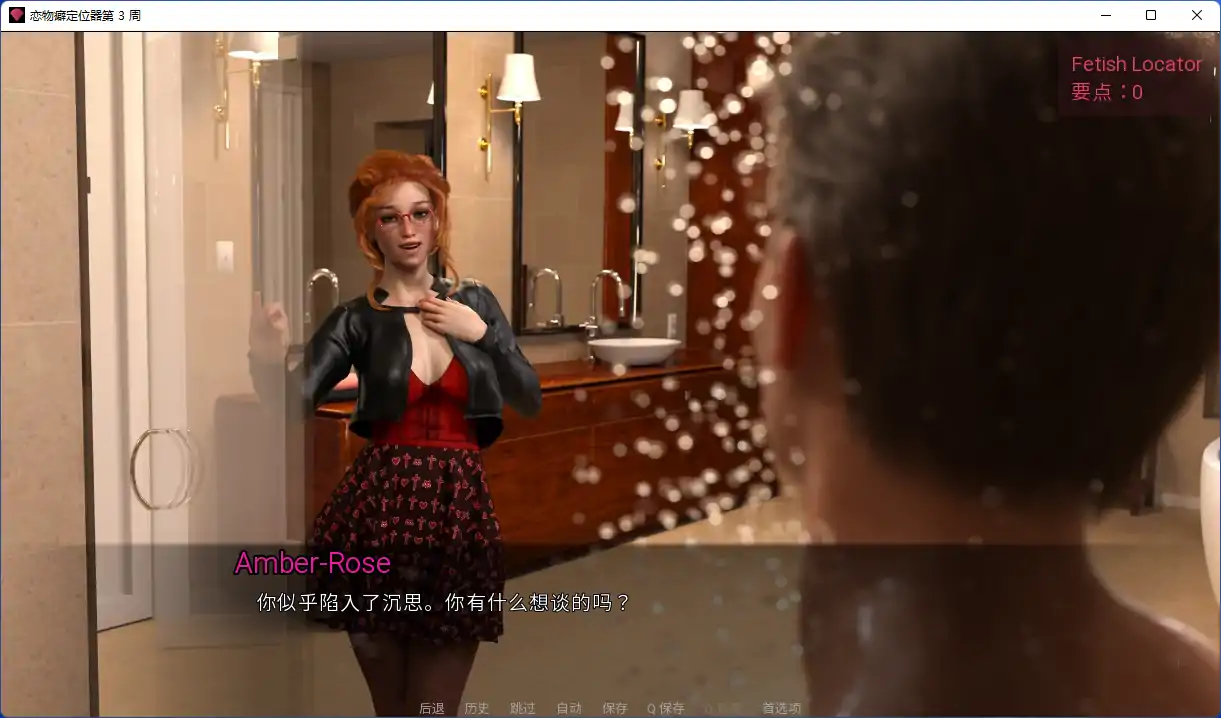 恋物癖定位器第 3 周
Fetish Locator
要点：0
Amber-Rose
你似乎陷入了沉思。你有什么想谈的吗？
后退 历史 跳过 自动 保存 Q 保存 首选项